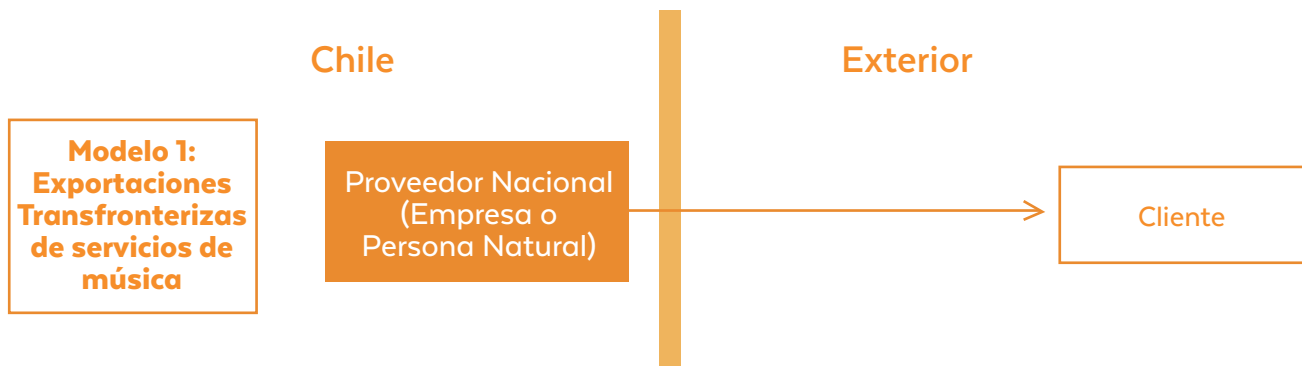 Chile
Exterior
Modelo 1:
Exportaciones
Transfronterizas
de servicios de
música
Proveedor Nacional
(Empresa o
Persona Natural)
Cliente